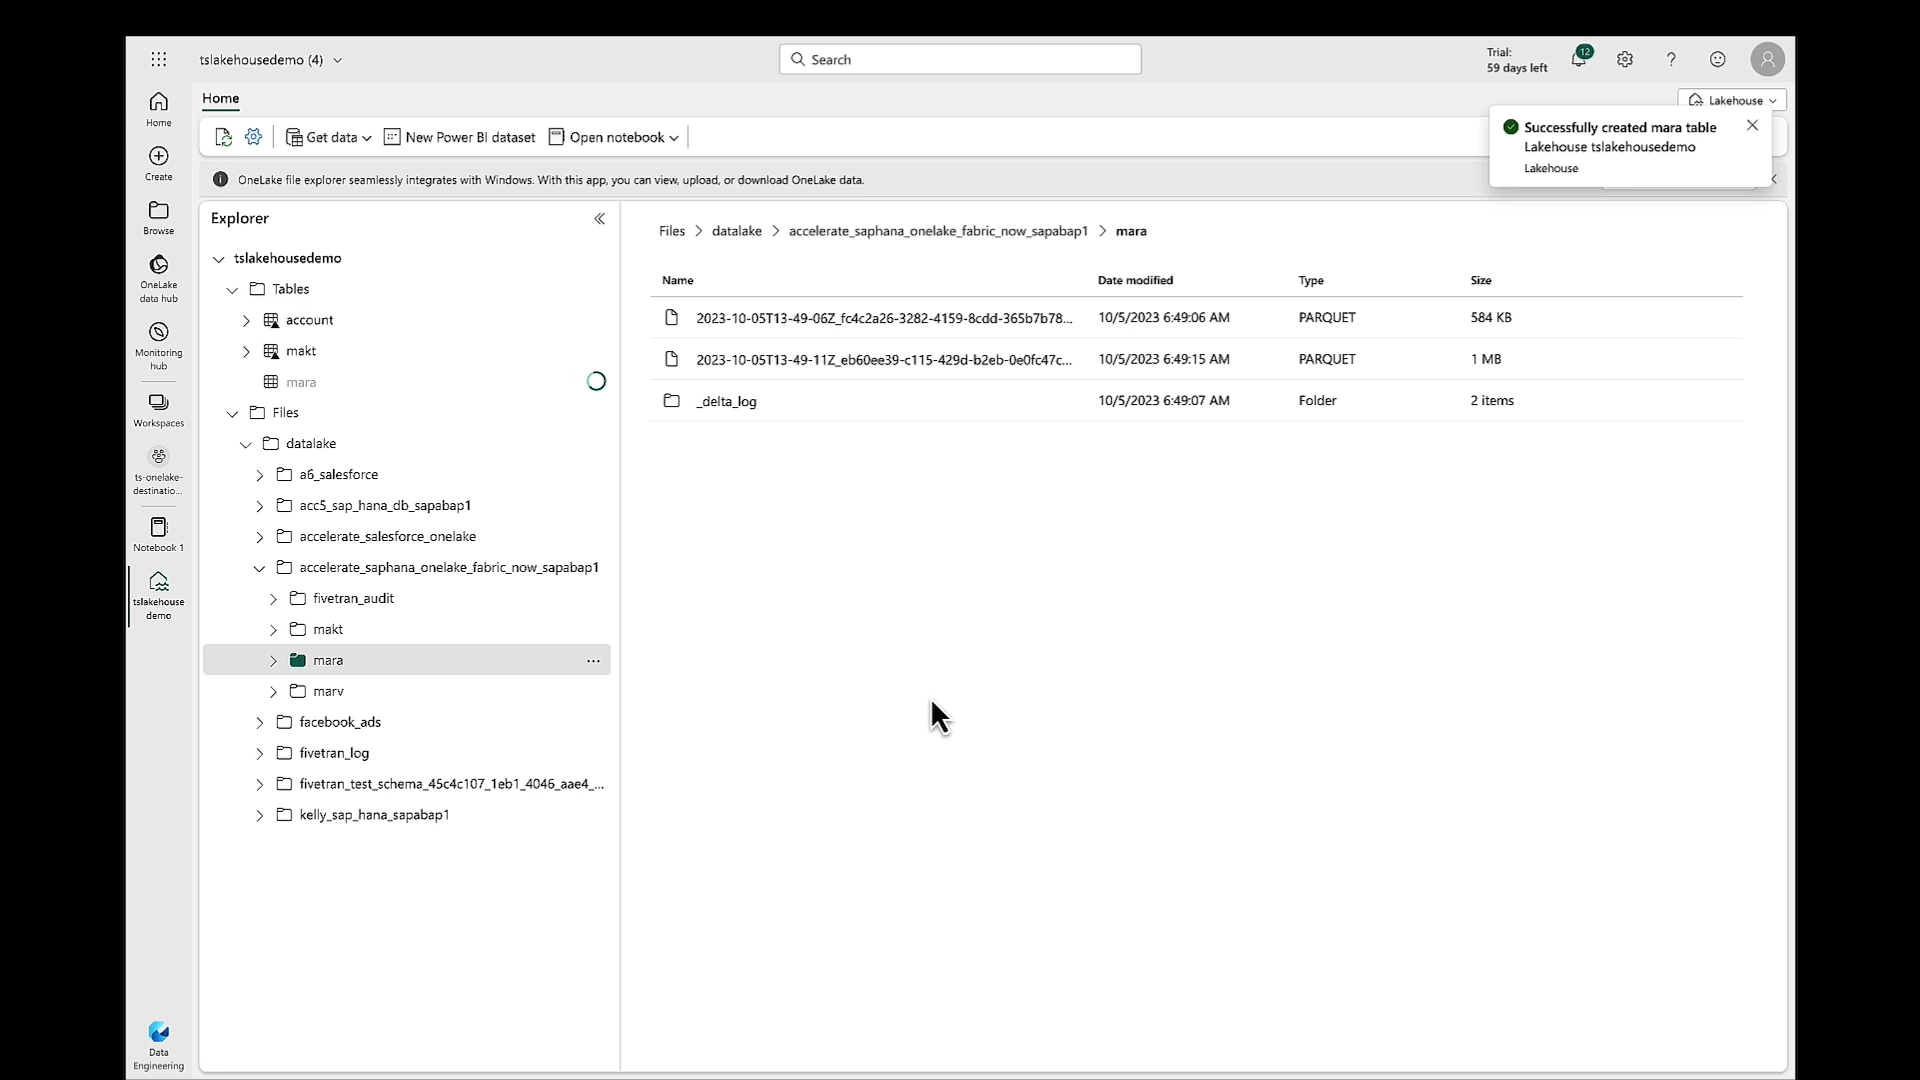 tslakehousedemo (4)
Search
Trial:
59 days left
12
Home
Create
Browse
OneLake
data hub
Monitoring
hub
Workspaces
ts-onelake-
destinatio...
Notebook 1
tslakehouse
demo
Data
Engineering
Home
Lakehouse
Get data
New Power BI dataset
Open notebook
Successfully created mara table
Lakehouse tslakehousedemo
Lakehouse
OneLake file explorer seamlessly integrates with Windows. With this app, you can view, upload, or download OneLake data.
Explorer
tslakehousedemo
Tables
account
makt
mara
Files
datalake
a6_salesforce
acc5_sap_hana_db_sapabap1
accelerate_salesforce_onelake
accelerate_saphana_onelake_fabric_now_sapabap1
fivetran_audit
makt
mara
marv
facebook_ads
fivetran_log
fivetran_test_schema_45c4c107_1eb1_4046_aae4_...
kelly_sap_hana_sapabap1
Files > datalake > accelerate_saphana_onelake_fabric_now_sapabap1 > mara
Name Date modified Type Size
2023-10-05T13-49-06Z_fc4c2a26-3282-4159-8cdd-365b7b78... 10/5/2023 6:49:06 AM PARQUET 584 KB
2023-10-05T13-49-11Z_eb60ee39-c115-429d-b2eb-0e0fc47c... 10/5/2023 6:49:15 AM PARQUET 1 MB
_delta_log 10/5/2023 6:49:07 AM Folder 2 items